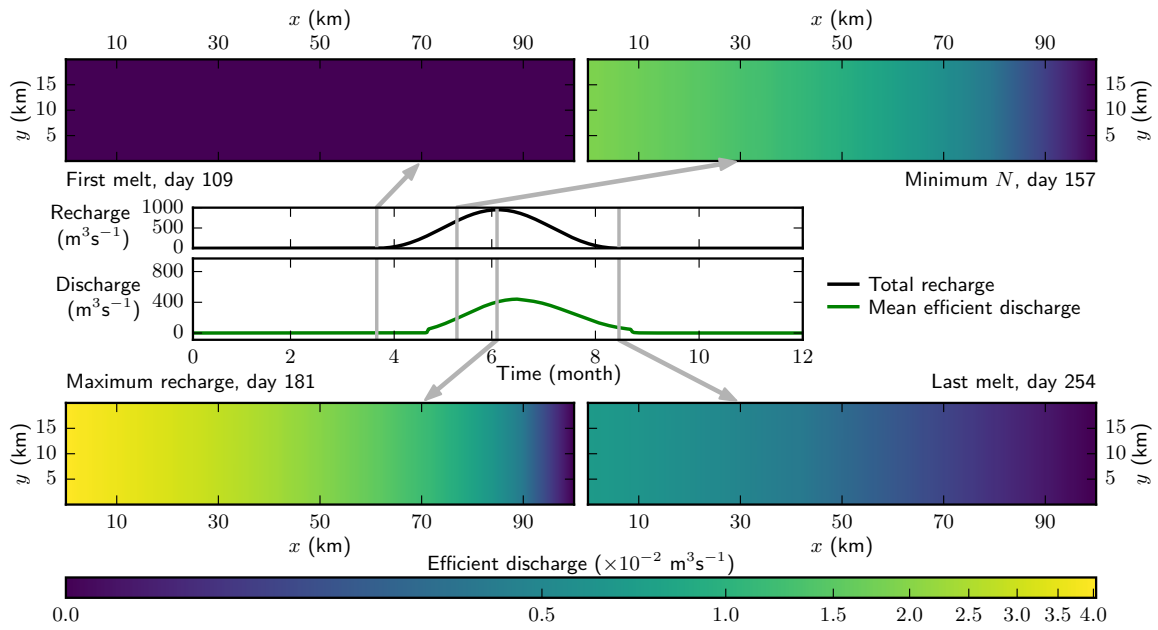 x (km) x (km)
10 30 50 70 90 10 30 50 70 90
y (km) 15 10 5 15 10 5 y (km)
First melt, day 109 Minimum N, day 157
Recharge (m³s⁻¹) 1000 500 0
Discharge (m³s⁻¹) 800 400 0
Total recharge
Mean efficient discharge
0 2 4 6 8 10 12
Time (month)
Maximum recharge, day 181 Last melt, day 254
y (km) 15 10 5 15 10 5 y (km)
10 30 50 70 90 10 30 50 70 90
x (km) x (km)
Efficient discharge (×10⁻² m³s⁻¹)
0.0 0.5 1.0 1.5 2.0 2.5 3.0 3.5 4.0